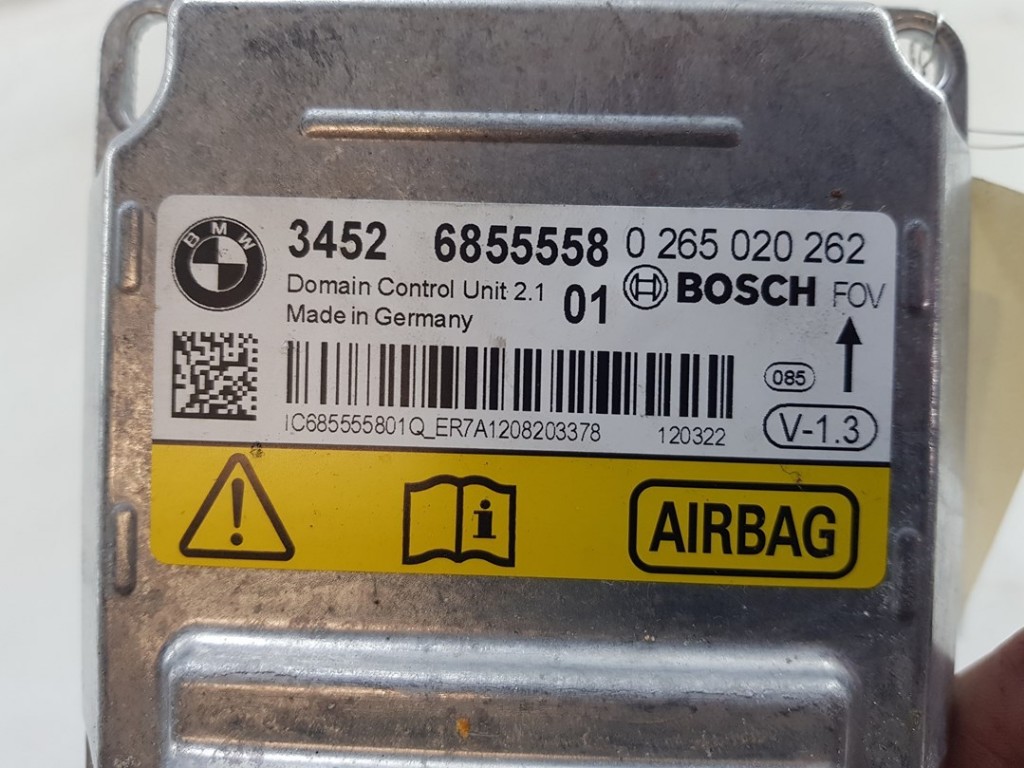 BMW
3452 6855558 0 265 020 262
Domain Control Unit 2.1 01 BOSCH FOV
Made in Germany
085
IC685555801Q_ER7A1208203378 120322 V-1.3
i AIRBAG